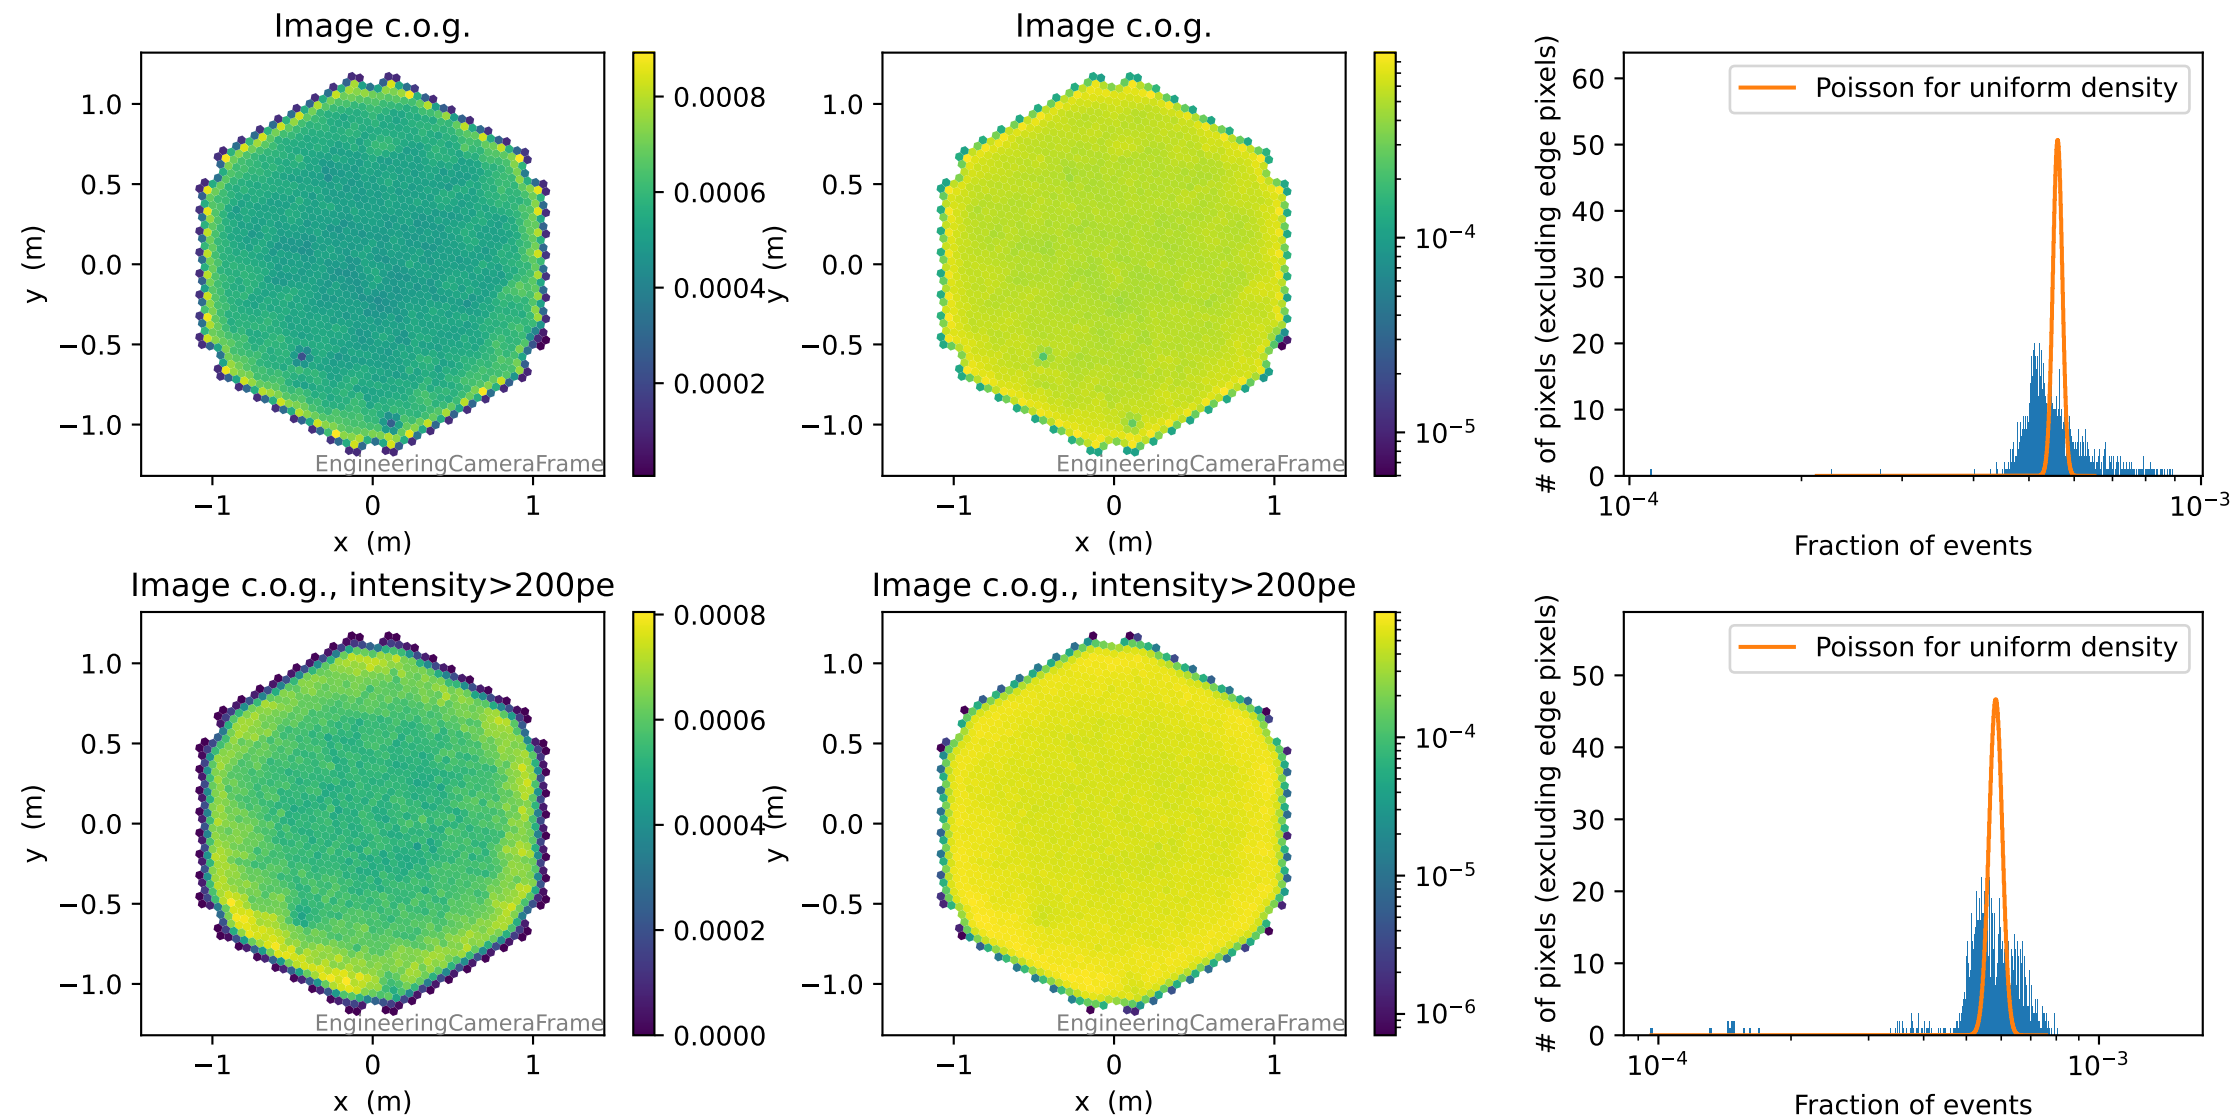 Image c.o.g.
1.0
0.5
0.0
−0.5
−1.0
y (m)
−1
0
1
x (m)
EngineeringCameraFrame
0.0008
0.0006
0.0004
0.0002
Image c.o.g.
1.0
0.5
0.0
−0.5
−1.0
y (m)
−1
0
1
x (m)
EngineeringCameraFrame
10⁻⁴
10⁻⁵
# of pixels (excluding edge pixels)
60
50
40
30
20
10
0
Poisson for uniform density
10⁻⁴
10⁻³
Fraction of events
Image c.o.g., intensity>200pe
1.0
0.5
0.0
−0.5
−1.0
y (m)
−1
0
1
x (m)
EngineeringCameraFrame
0.0008
0.0006
0.0004
0.0002
0.0000
Image c.o.g., intensity>200pe
1.0
0.5
0.0
−0.5
−1.0
y (m)
−1
0
1
x (m)
EngineeringCameraFrame
10⁻⁴
10⁻⁵
10⁻⁶
# of pixels (excluding edge pixels)
50
40
30
20
10
0
Poisson for uniform density
10⁻⁴
10⁻³
Fraction of events